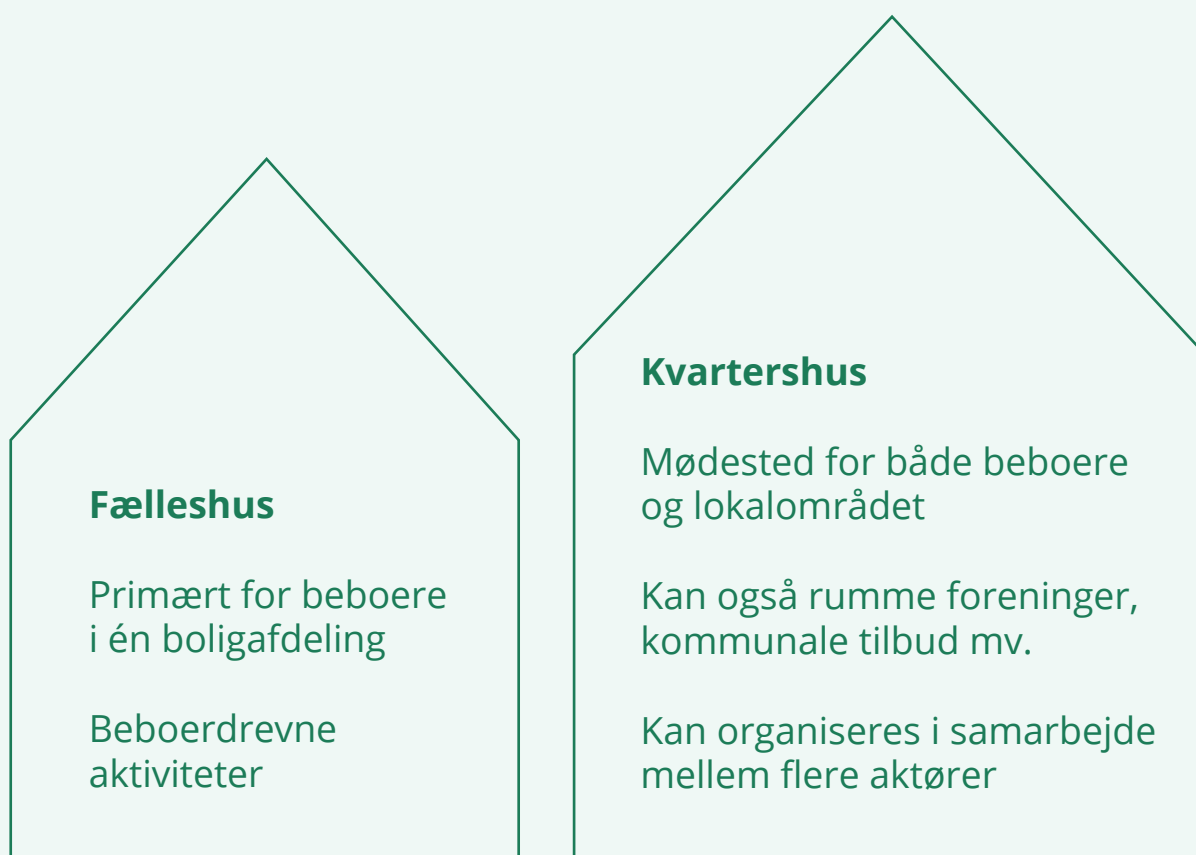 Fælleshus
Primært for beboere
i én boligafdeling
Beboerdrevne
aktiviteter
Kvartershus
Mødested for både beboere
og lokalområdet
Kan også rumme foreninger,
kommunale tilbud mv.
Kan organiseres i samarbejde
mellem flere aktører